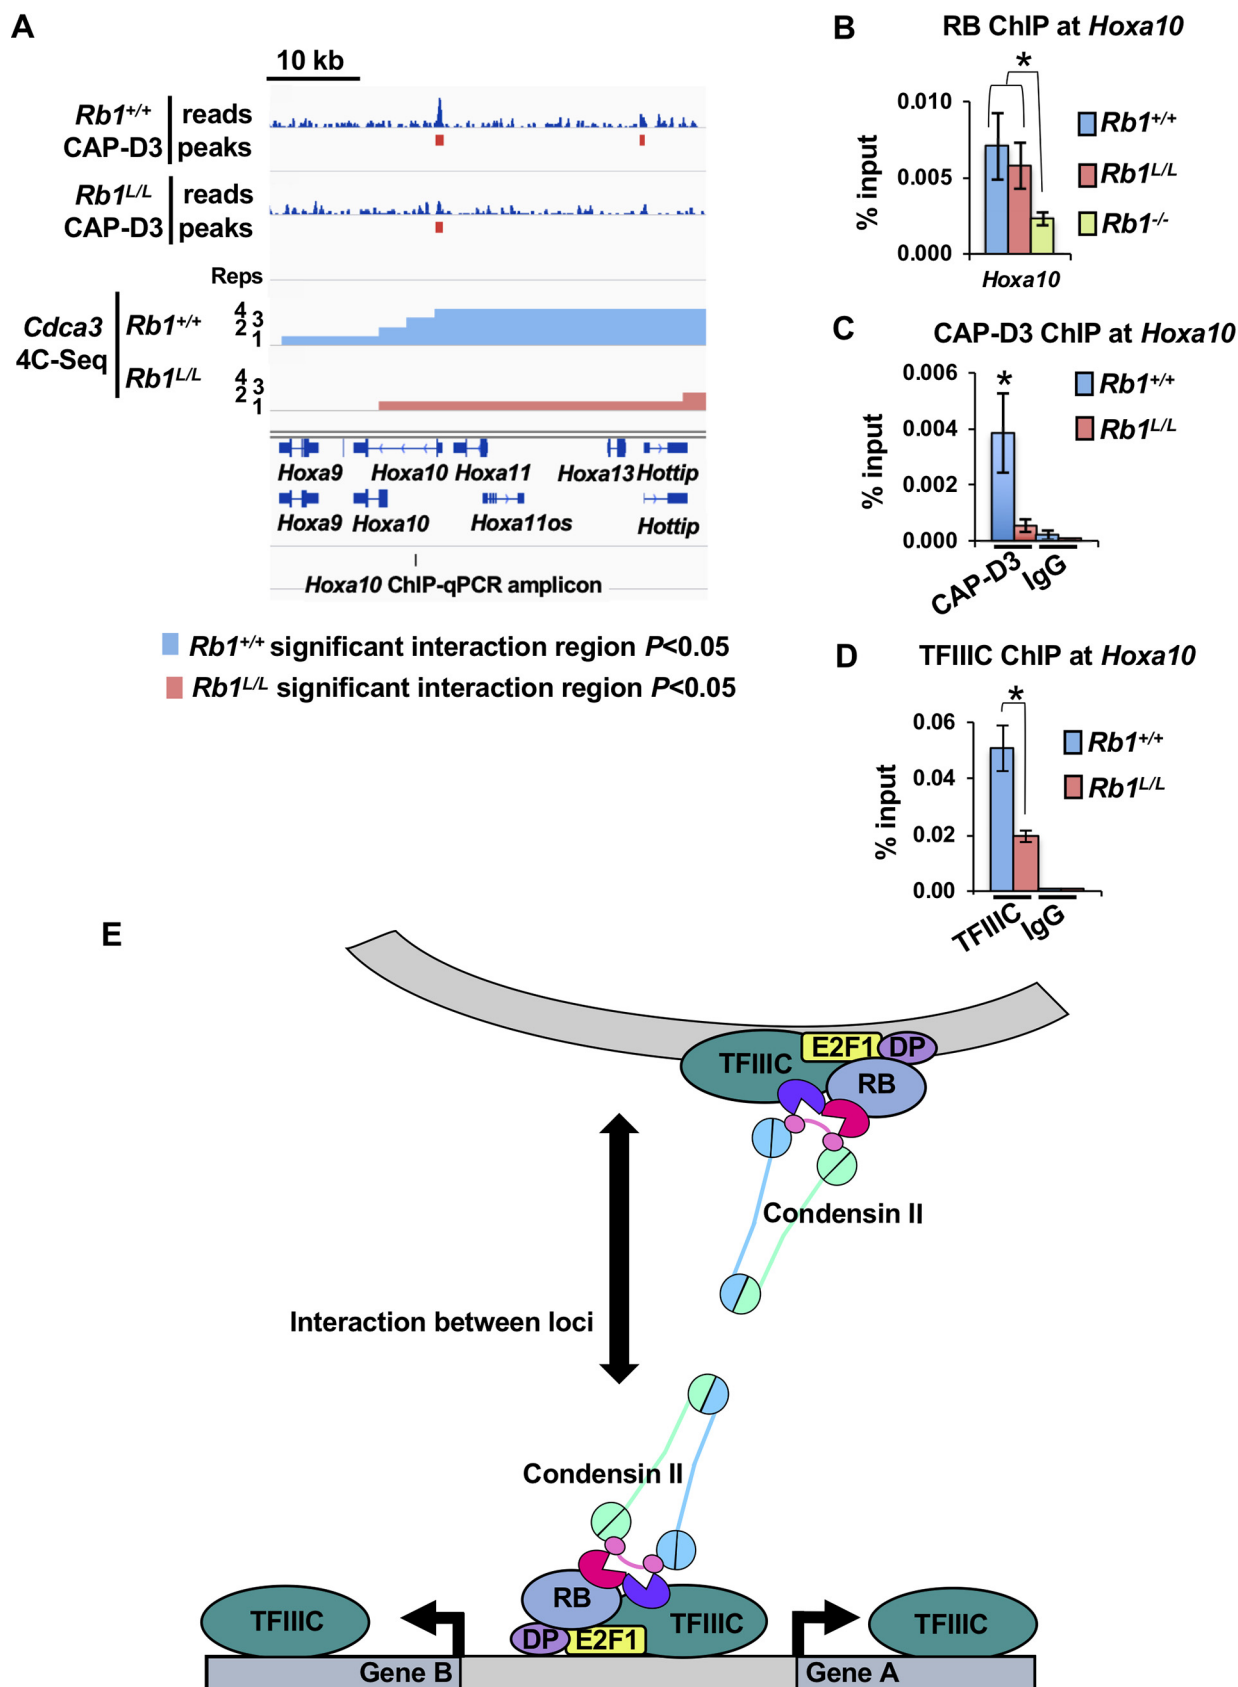 A
10 kb
Rb1+/+ reads
CAP-D3 peaks
Rb1L/L reads
CAP-D3 peaks
Reps
Cdca3
4C-Seq
Rb1+/+
4
3
2
1
Rb1L/L
4
3
2
1
Hoxa9 Hoxa10 Hoxa11 Hoxa13 Hottip
Hoxa9 Hoxa10 Hoxa11os Hottip
Hoxa10 ChIP-qPCR amplicon
Rb1+/+ significant interaction region P<0.05
Rb1L/L significant interaction region P<0.05
B
RB ChIP at Hoxa10
*
% input
0.010
0.005
0.000
Hoxa10
Rb1+/+
Rb1L/L
Rb1-/-
C
CAP-D3 ChIP at Hoxa10
*
% input
0.006
0.004
0.002
0.000
CAP-D3
IgG
Rb1+/+
Rb1L/L
D
TFIIIC ChIP at Hoxa10
*
% input
0.06
0.04
0.02
0.00
TFIIIC
IgG
Rb1+/+
Rb1L/L
E
TFIIIC
E2F1
DP
RB
Condensin II
Interaction between loci
Condensin II
TFIIIC
RB
DP
E2F1
TFIIIC
TFIIIC
Gene B
Gene A